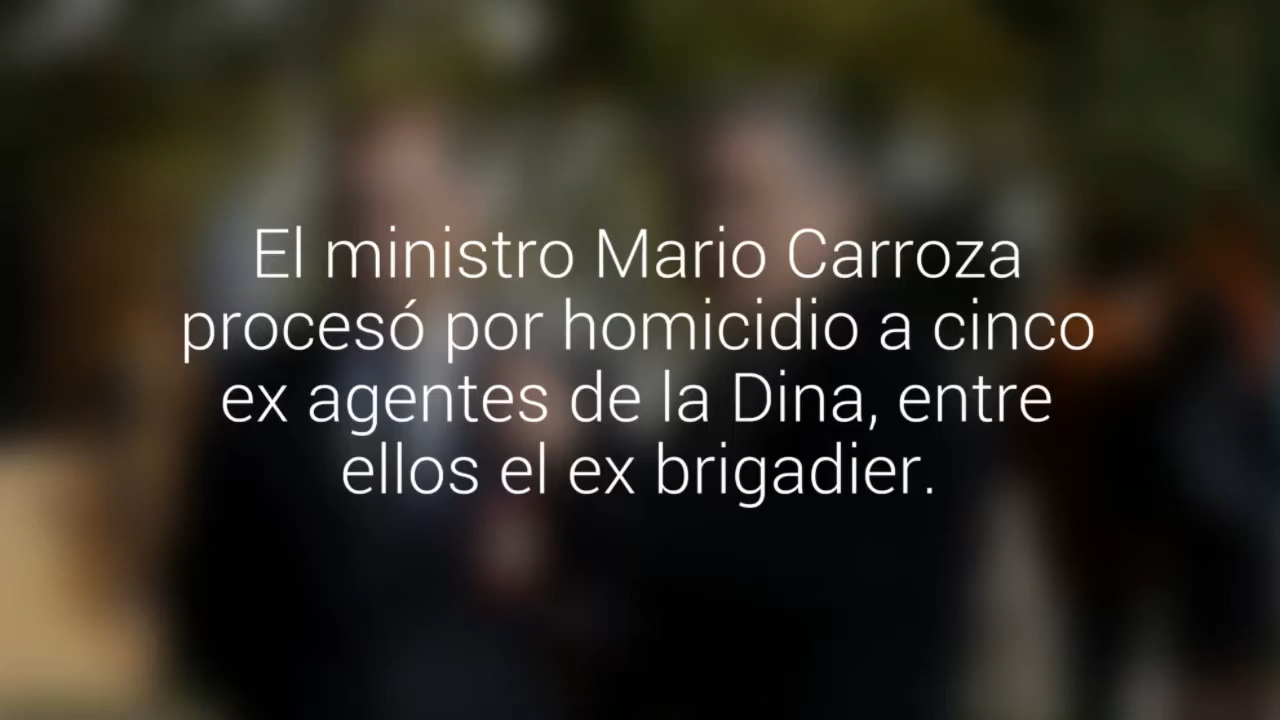 El ministro Mario Carroza
procesó por homicidio a cinco
ex agentes de la Dina, entre
ellos el ex brigadier.